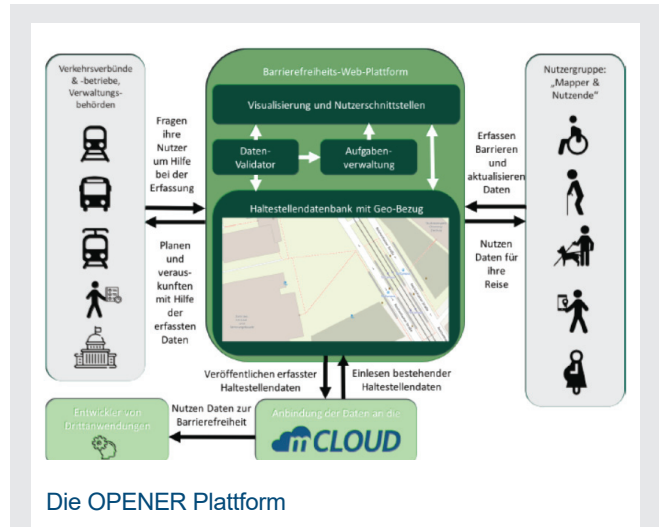 Verkehrsverbünde
& -betriebe,
Verwaltungs-
behörden
Fragen
ihre
Nutzer
um Hilfe
bei der
Erfassung
Planen
und
veraus-
kunften
mit Hilfe
der
erfassten
Daten
Barrierefreiheits-Web-Plattform
Visualisierung und Nutzerschnittstellen
Daten-
Validator
Aufgaben-
verwaltung
Haltestellendatenbank mit Geo-Bezug
Erfassen
Barrieren
und
aktualisieren
Daten
Nutzen
Daten für
ihre
Reise
Nutzergruppe:
„Mapper &
Nutzende“
Veröffentlichen erfasster
Haltestellendaten
Einlesen bestehender
Haltestellendaten
Entwickler von
Drittanwendungen
Nutzen Daten zur
Barrierefreiheit
Anbindung der Daten an die
mCLOUD
Die OPENER Plattform